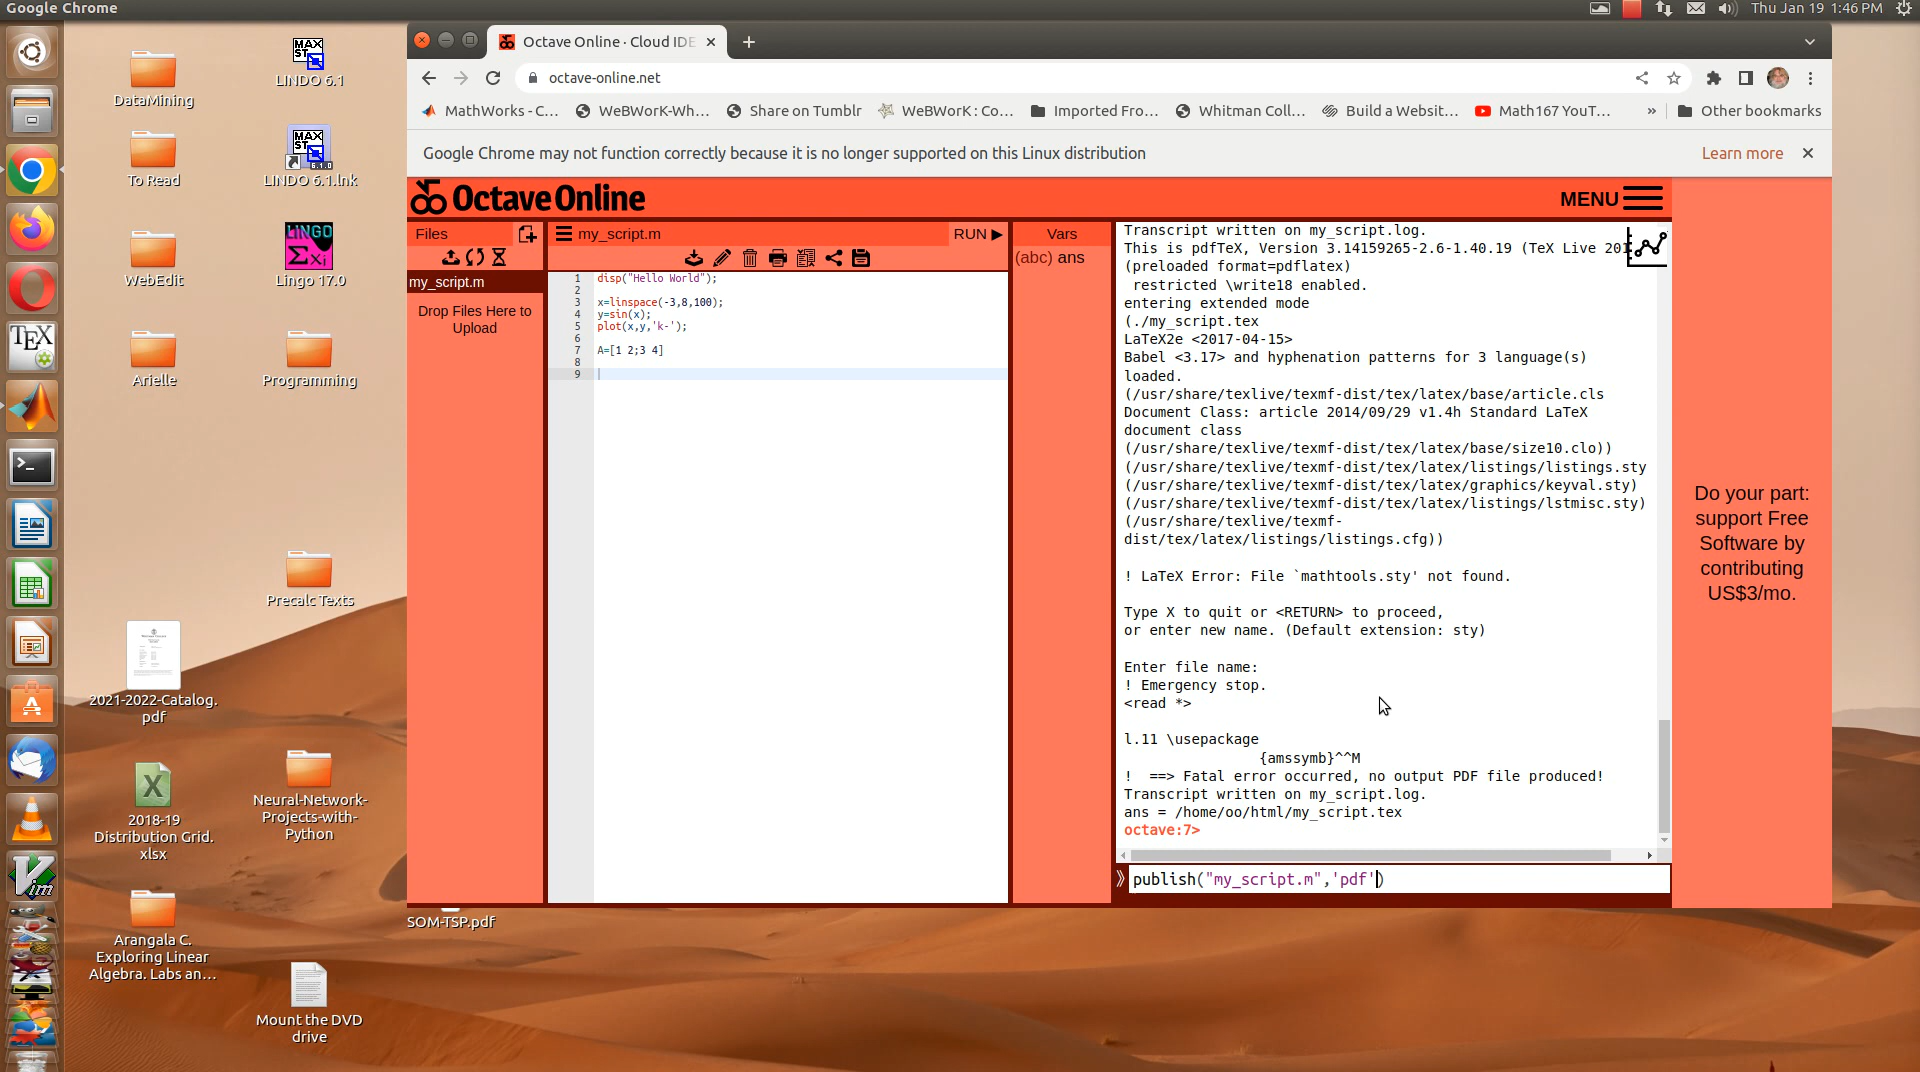 Google Chrome
Thu Jan 19 1:46 PM
DataMining
LINDO 6.1
To Read
LINDO 6.1.lnk
WebEdit
Lingo 17.0
Arielle
Programming
Precalc Texts
2021-2022-Catalog.
pdf
2018-19
Distribution Grid.
xlsx
Neural-Network-
Projects-with-
Python
Arangala C.
Exploring Linear
Algebra. Labs an...
Mount the DVD
drive
SOM-TSP.pdf
Octave Online · Cloud IDE
octave-online.net
MathWorks - C...
WeBWorK-Wh...
Share on Tumblr
WeBWorK : Co...
Imported Fro...
Whitman Coll...
Build a Websit...
Math167 YouT...
»
Other bookmarks
Google Chrome may not function correctly because it is no longer supported on this Linux distribution
Learn more
Octave Online
MENU
Files
my_script.m
Drop Files Here to
Upload
my_script.m
RUN
1 disp("Hello World");
2
3 x=linspace(-3,8,100);
4 y=sin(x);
5 plot(x,y,'k-');
6
7 A=[1 2;3 4]
8
9
Vars
(abc) ans
Transcript written on my_script.log.
This is pdfTeX, Version 3.14159265-2.6-1.40.19 (TeX Live 201
(preloaded format=pdflatex)
restricted \write18 enabled.
entering extended mode
(./my_script.tex
LaTeX2e <2017-04-15>
Babel <3.17> and hyphenation patterns for 3 language(s)
loaded.
(/usr/share/texlive/texmf-dist/tex/latex/base/article.cls
Document Class: article 2014/09/29 v1.4h Standard LaTeX
document class
(/usr/share/texlive/texmf-dist/tex/latex/base/size10.clo))
(/usr/share/texlive/texmf-dist/tex/latex/listings/listings.sty
(/usr/share/texlive/texmf-dist/tex/latex/graphics/keyval.sty)
(/usr/share/texlive/texmf-dist/tex/latex/listings/lstmisc.sty)
(/usr/share/texlive/texmf-
dist/tex/latex/listings/listings.cfg))
! LaTeX Error: File `mathtools.sty' not found.
Type X to quit or <RETURN> to proceed,
or enter new name. (Default extension: sty)
Enter file name:
! Emergency stop.
<read *>
l.11 \usepackage
{amssymb}^^M
! ==> Fatal error occurred, no output PDF file produced!
Transcript written on my_script.log.
ans = /home/oo/html/my_script.tex
octave:7>
publish("my_script.m",'pdf')
Do your part:
support Free
Software by
contributing
US$3/mo.